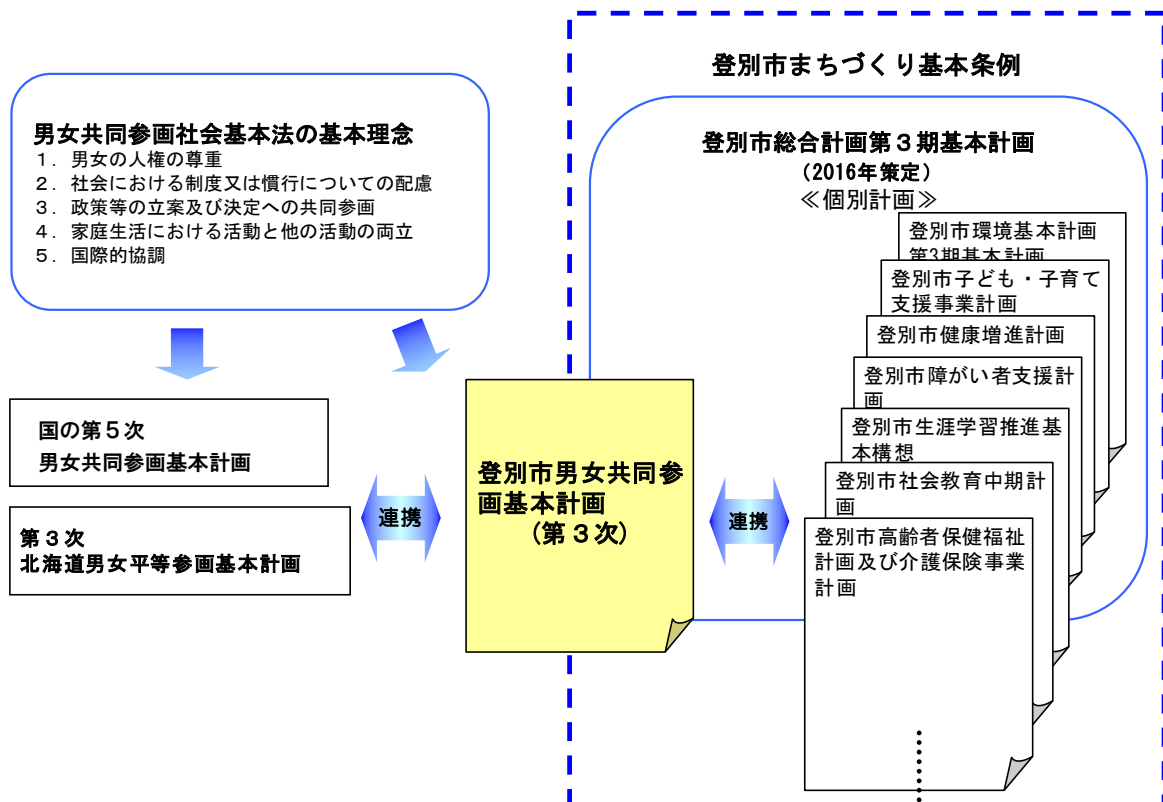 男女共同参画社会基本法の基本理念
１．男女の人権の尊重
２．社会における制度又は慣行についての配慮
３．政策等の立案及び決定への共同参画
４．家庭生活における活動と他の活動の両立
５．国際的協調
国の第５次
男女共同参画基本計画
第３次
北海道男女平等参画基本計画
連携
登別市男女共同参
画基本計画
(第３次)
連携
登別市まちづくり基本条例
登別市総合計画第３期基本計画
（2016年策定）
≪個別計画≫
登別市環境基本計画
第3期基本計画
登別市子ども・子育て
支援事業計画
登別市健康増進計画
登別市障がい者支援計
画
登別市生涯学習推進基
本構想
登別市社会教育中期計
画
登別市高齢者保健福祉
計画及び介護保険事業
計画